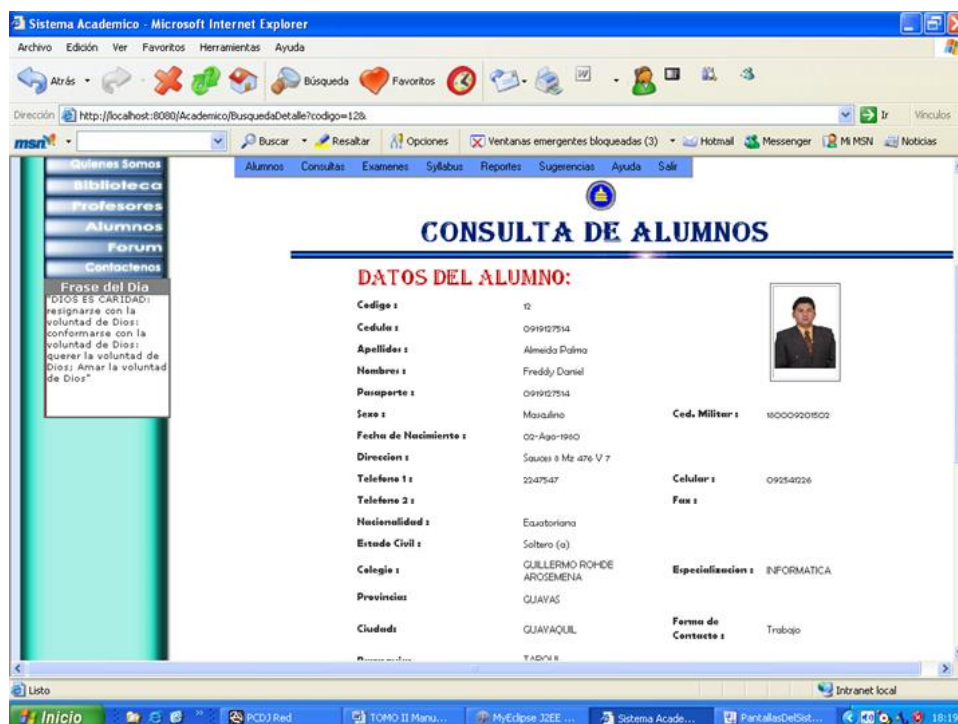 Sistema Academico - Microsoft Internet Explorer
Archivo Edición Ver Favoritos Herramientas Ayuda
Atrás Búsqueda Favoritos
Dirección http://localhost:8080/Academico/BusquedaDetalle?codigo=12& Ir Vínculos
msn Buscar Resaltar Opciones Ventanas emergentes bloqueadas (3) Hotmail Messenger Mi MSN Noticias
Quienes Somos
Biblioteca
Profesores
Alumnos
Forum
Contactenos
Frase del Dia
"DIOS ES CARIDAD:
resignarse con la
voluntad de Dios:
conformarse con la
voluntad de Dios:
querer la voluntad de
Dios; Amar la voluntad
de Dios"
Alumnos Consultas Examenes Syllabus Reportes Sugerencias Ayuda Salir
CONSULTA DE ALUMNOS
DATOS DEL ALUMNO:
Codigo : 12
Cedula : 0919127514
Apellidos : Almeida Palma
Nombres : Freddy Daniel
Pasaporte : 0919127514
Sexo : Masculino Ced. Militar : 180009201502
Fecha de Nacimiento : 02-Ago-1980
Direccion : Sauces 8 Mz 476 V 7
Telefono 1 : 2247547 Celular : 092541226
Telefono 2 : Fax :
Nacionalidad : Ecuatoriana
Estado Civil : Soltero (a)
Colegio : GUILLERMO ROHDE AROSEMENA Especializacion : INFORMATICA
Provincia: GUAYAS
Ciudad: GUAYAQUIL Forma de Contacto : Trabajo
TARQUI
Listo Intranet local
Inicio PCDJ Red TOMO II Manu... MyEclipse J2EE ... Sistema Acade... PantallasDelSist... 18:19